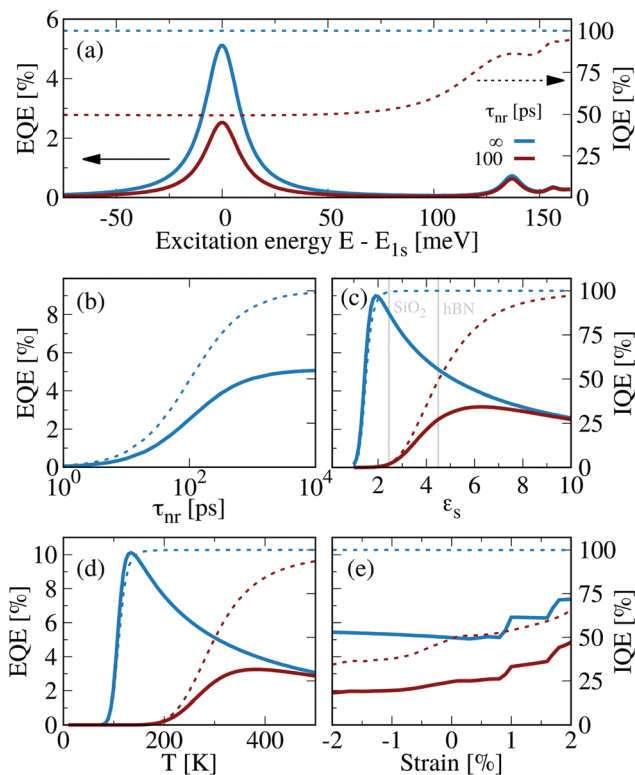 (a)
EQE [%]
6
4
2
0
100
75
50
25
0
IQE [%]
τnr [ps]
∞
100
-50 0 50 100 150
Excitation energy E - E1s [meV]
(b)
EQE [%]
8
6
4
2
0
10^0 10^2 10^4
τnr [ps]
(c)
SiO2 hBN
100
75
50
25
0
IQE [%]
2 4 6 8 10
εs
(d)
EQE [%]
10
8
6
4
2
0
0 200 400
T [K]
(e)
100
75
50
25
0
IQE [%]
-2 -1 0 1 2
Strain [%]